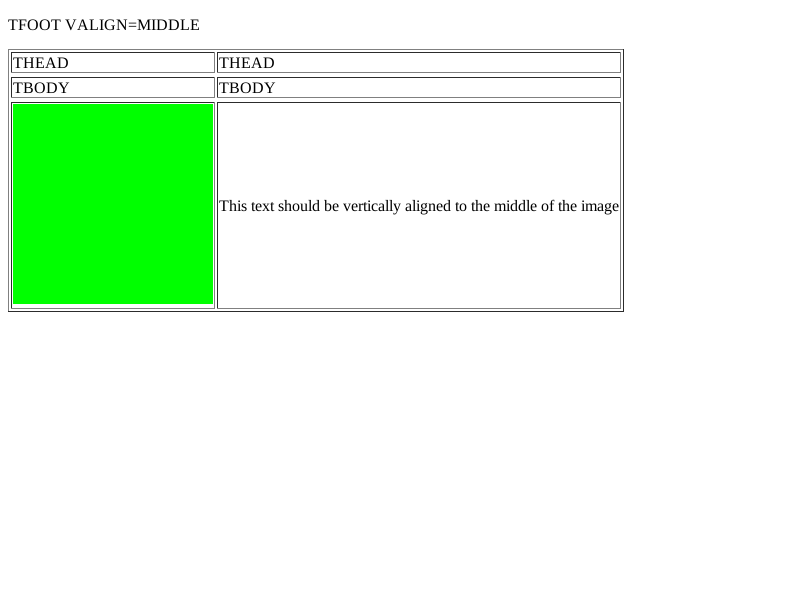 TFOOT VALIGN=MIDDLE
THEAD THEAD
TBODY TBODY
This text should be vertically aligned to the middle of the image